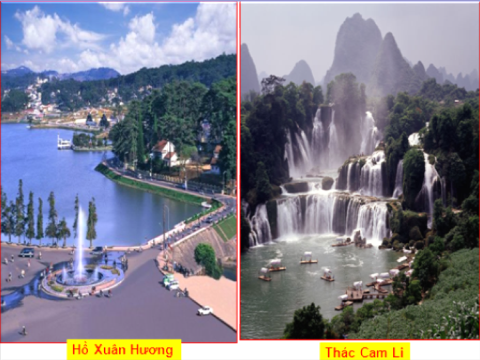 Hồ Xuân Hương
Thác Cam Li